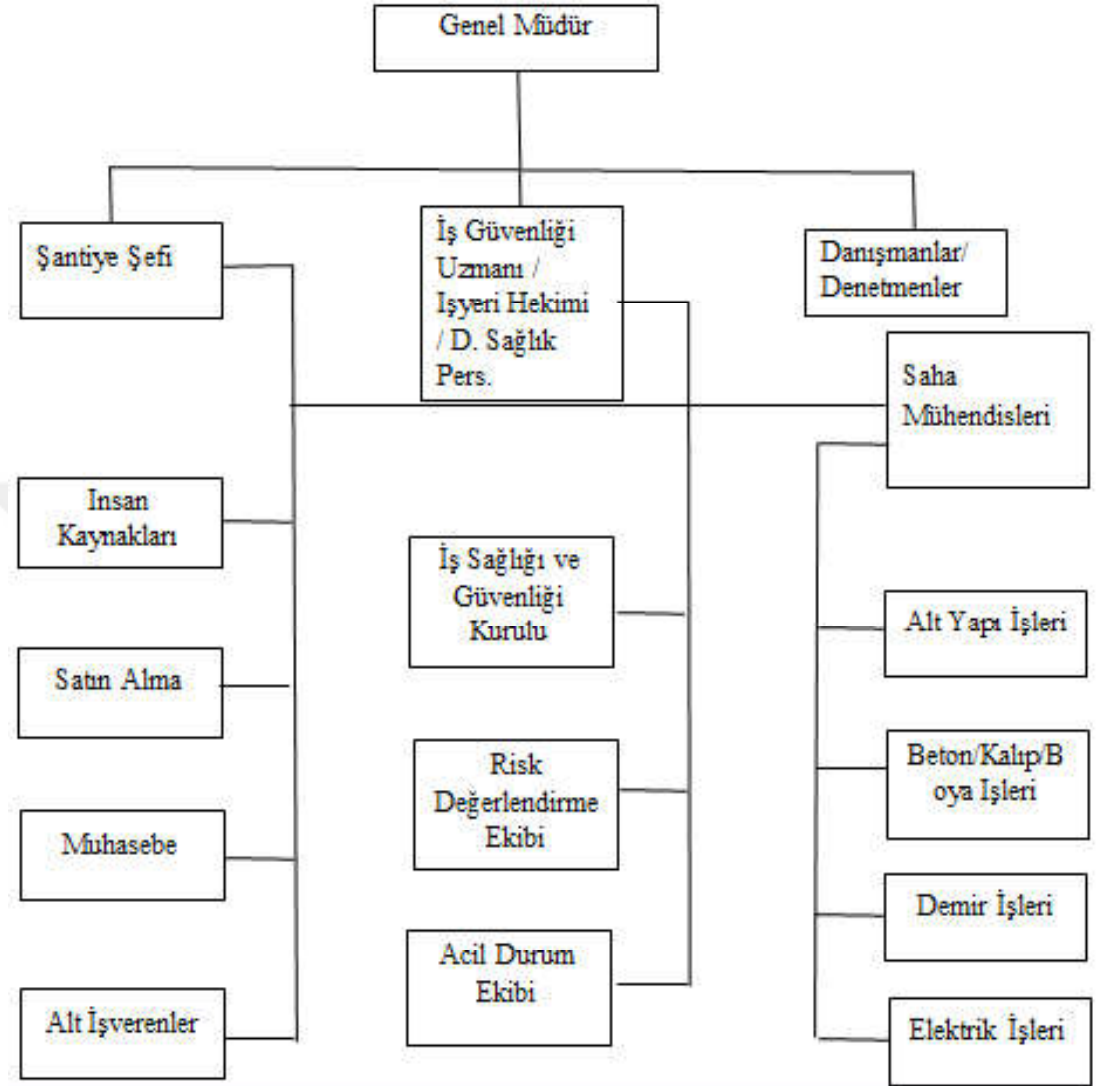 Genel Müdür
Şantiye Şefi
İş Güvenliği
Uzmanı /
Işyeri Hekimi
/ D. Sağlık
Pers.
Danışmanlar/
Denetmenler
Saha
Mühendisleri
Insan
Kaynakları
Satın Alma
Muhasebe
Alt İşverenler
İş Sağlığı ve
Güvenliği
Kurulu
Risk
Değerlendirme
Ekibi
Acil Durum
Ekibi
Alt Yapı İşleri
Beton/Kalıp/B
oya Işleri
Demir İşleri
Elektrik İşleri